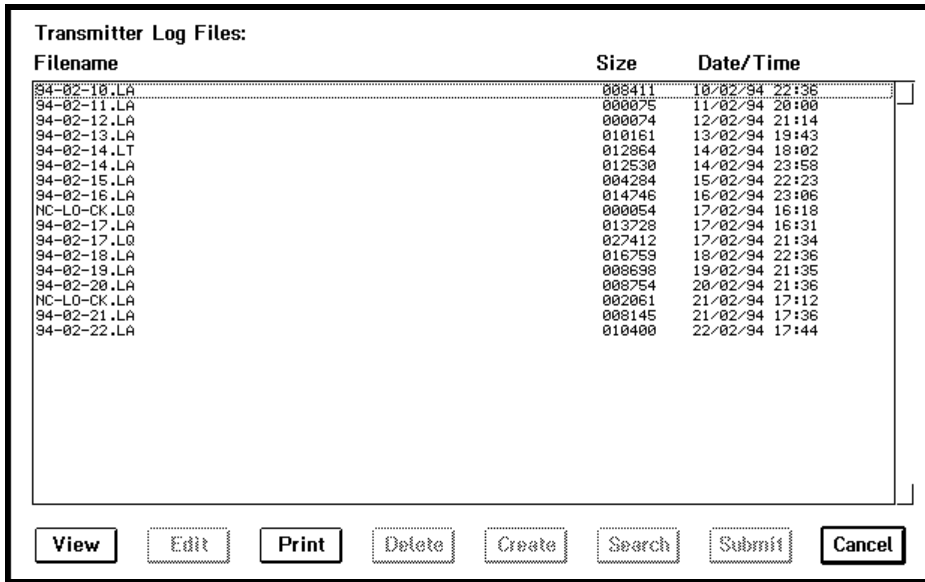 Transmitter Log Files:
Filename Size Date/Time
94-02-10.LA 008411 10/02/94 22:36
94-02-11.LA 000075 11/02/94 20:00
94-02-12.LA 000074 12/02/94 21:14
94-02-13.LA 010161 13/02/94 19:43
94-02-14.LT 012864 14/02/94 18:02
94-02-14.LA 012530 14/02/94 23:58
94-02-15.LA 004284 15/02/94 22:23
94-02-16.LA 014746 16/02/94 23:06
NC-LO-CK.LQ 000054 17/02/94 16:18
94-02-17.LA 013728 17/02/94 16:31
94-02-17.LQ 027412 17/02/94 21:34
94-02-18.LA 016759 18/02/94 22:36
94-02-19.LA 008698 19/02/94 21:35
94-02-20.LA 008754 20/02/94 21:36
NC-LO-CK.LA 002061 21/02/94 17:12
94-02-21.LA 008145 21/02/94 17:36
94-02-22.LA 010400 22/02/94 17:44
View Edit Print Delete Create Search Submit Cancel